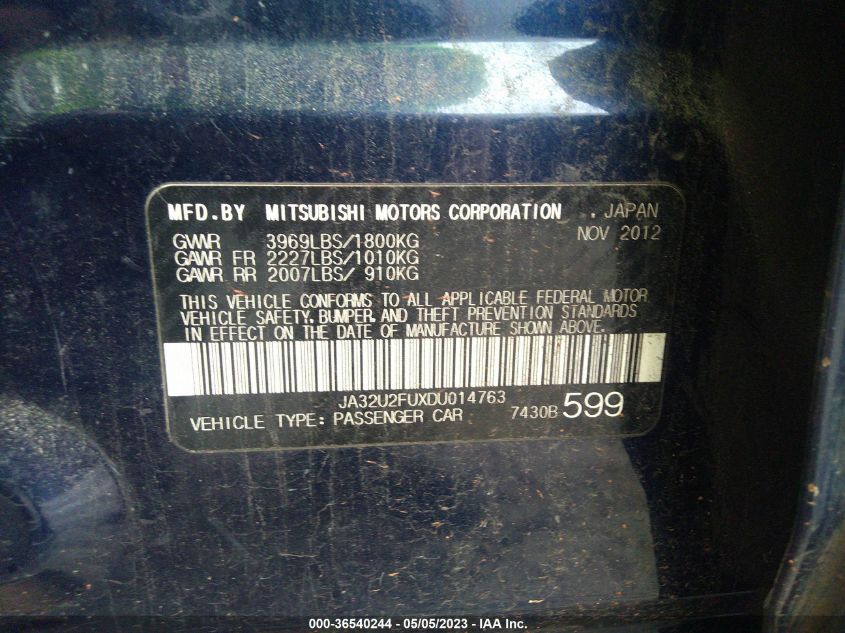 MFD.BY MITSUBISHI MOTORS CORPORATION . JAPAN
NOV 2012
GVWR 3969LBS/1800KG
GAWR FR 2227LBS/1010KG
GAWR RR 2007LBS/ 910KG
THIS VEHICLE CONFORMS TO ALL APPLICABLE FEDERAL MOTOR
VEHICLE SAFETY, BUMPER, AND THEFT PREVENTION STANDARDS
IN EFFECT ON THE DATE OF MANUFACTURE SHOWN ABOVE.
JA32U2FUXDU014763
VEHICLE TYPE: PASSENGER CAR 7430B 599
000-36540244 - 05/05/2023 - IAA Inc.